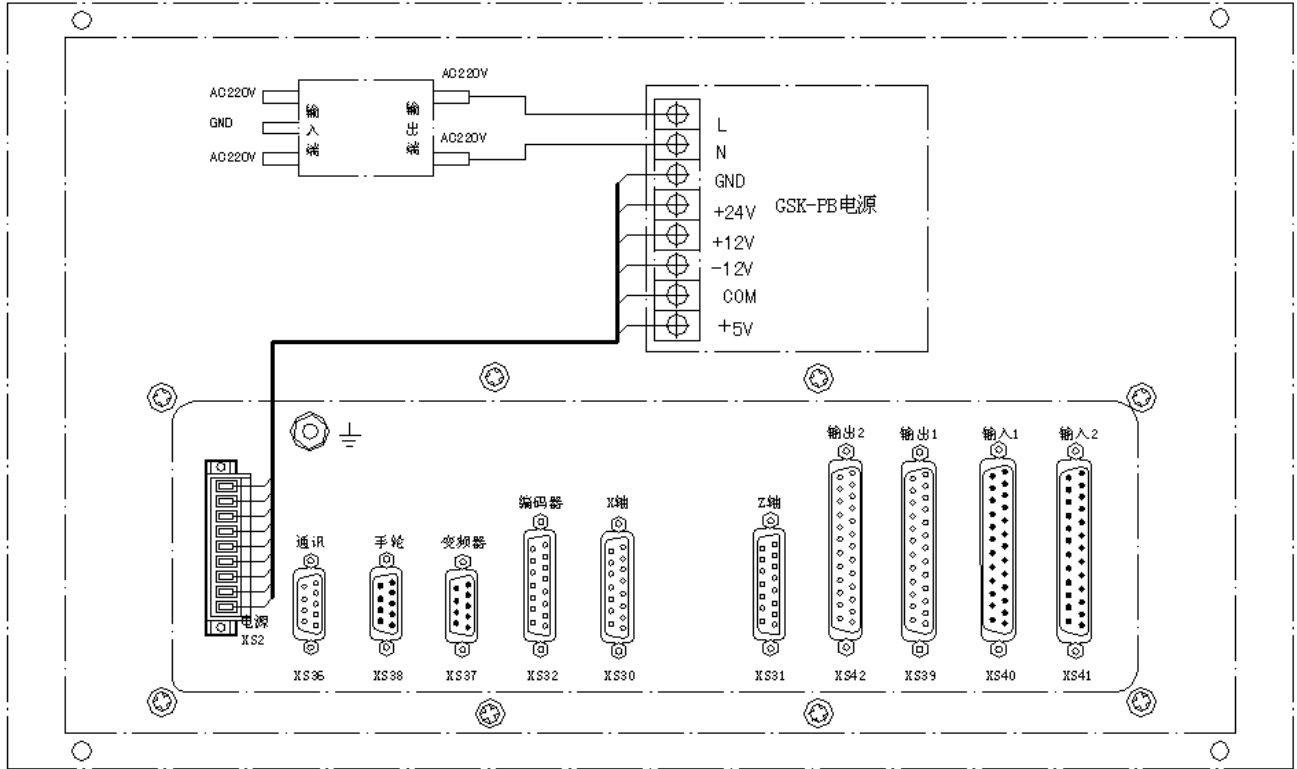 AC220V
AC220V
GND
AC220V
输入端
输出端
AC220V
L
N
GND
+24V
+12V
-12V
COM
+5V
GSK-PB电源
输出2
输出1
输入1
输入2
编码器
X轴
Z轴
通讯
手轮
变频器
电源
XS2
XS36
XS38
XS37
XS32
XS30
XS31
XS42
XS39
XS40
XS41